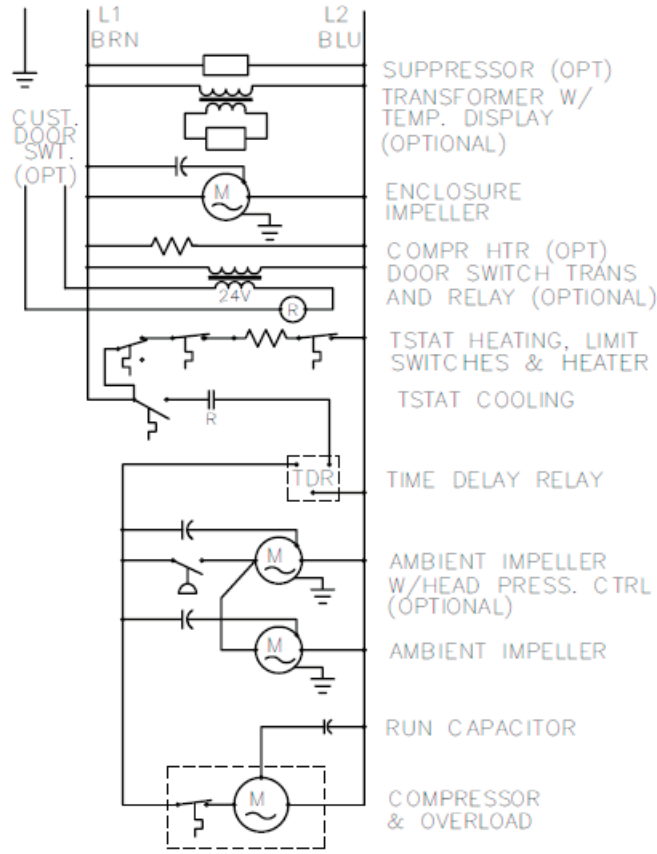 L1
L2
BRN
BLU
SUPPRESSOR (OPT)
TRANSFORMER W/
TEMP. DISPLAY
(OPTIONAL)
CUST.
DOOR
SWT.
(OPT)
M
ENCLOSURE
IMPELLER
COMPR HTR (OPT)
DOOR SWITCH TRANS
AND RELAY (OPTIONAL)
24V
R
TSTAT HEATING, LIMIT
SWITCHES & HEATER
TSTAT COOLING
R
TDR
TIME DELAY RELAY
M
AMBIENT IMPELLER
W/HEAD PRESS. CTRL
(OPTIONAL)
M
AMBIENT IMPELLER
RUN CAPACITOR
M
COMPRESSOR
& OVERLOAD